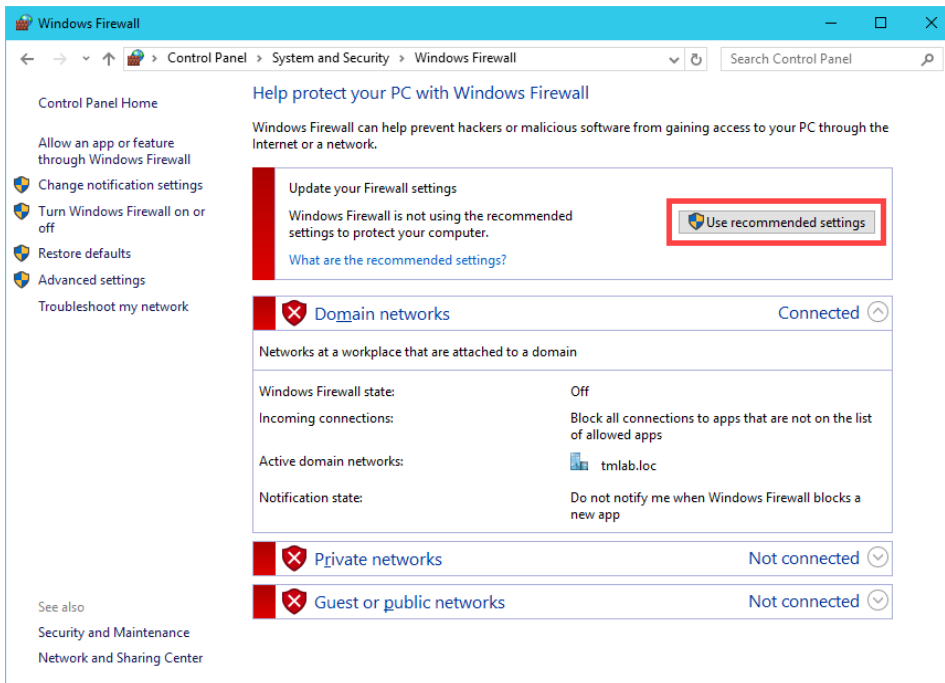 Windows Firewall
Control Panel > System and Security > Windows Firewall
Search Control Panel
Control Panel Home
Allow an app or feature
through Windows Firewall
Change notification settings
Turn Windows Firewall on or
off
Restore defaults
Advanced settings
Troubleshoot my network
See also
Security and Maintenance
Network and Sharing Center
Help protect your PC with Windows Firewall
Windows Firewall can help prevent hackers or malicious software from gaining access to your PC through the
Internet or a network.
Update your Firewall settings
Windows Firewall is not using the recommended
settings to protect your computer.
What are the recommended settings?
Use recommended settings
Domain networks Connected
Networks at a workplace that are attached to a domain
Windows Firewall state: Off
Incoming connections: Block all connections to apps that are not on the list
of allowed apps
Active domain networks: tmlab.loc
Notification state: Do not notify me when Windows Firewall blocks a
new app
Private networks Not connected
Guest or public networks Not connected